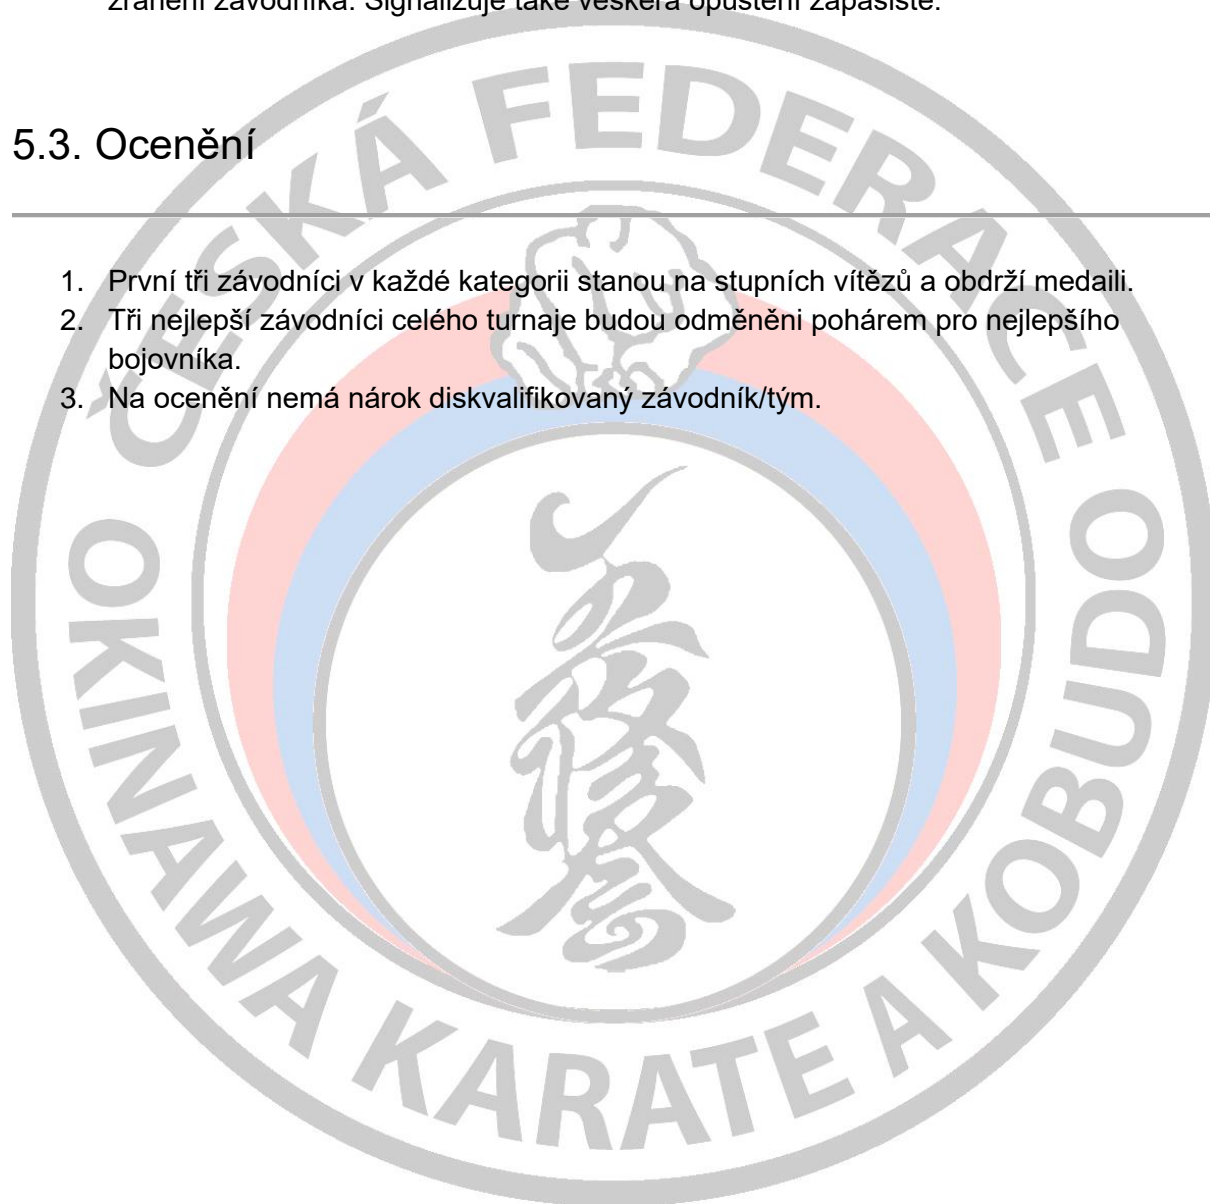 zranění závodníka. Signalizuje také veškerá opuštění zápasiště.
5.3. Ocenění
1. První tři závodníci v každé kategorii stanou na stupních vítězů a obdrží medaili.
2. Tři nejlepší závodníci celého turnaje budou odměněni pohárem pro nejlepšího
bojovníka.
3. Na ocenění nemá nárok diskvalifikovaný závodník/tým.
ČESKÁ FEDERACE
OKINAWA KARATE A KOBUDO